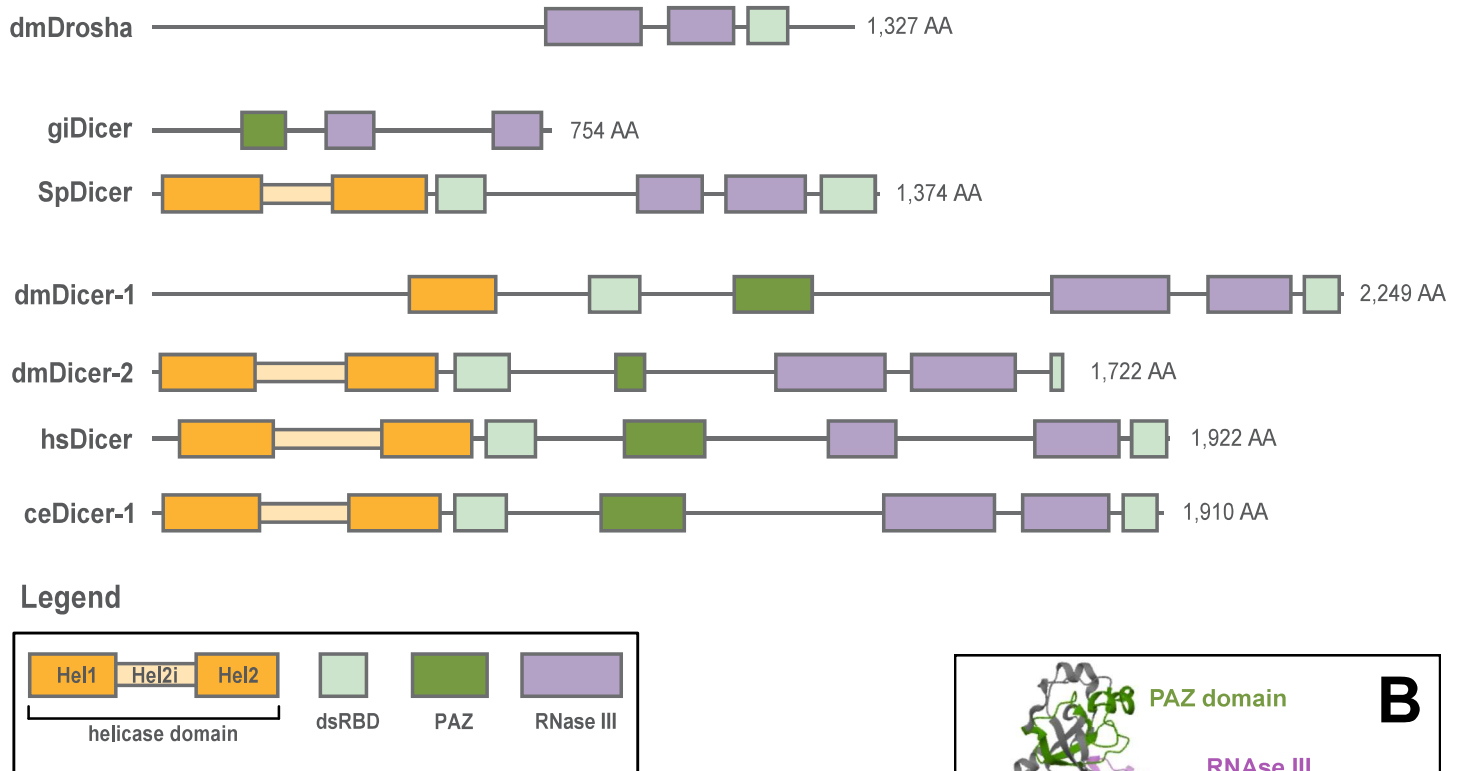 dmDrosha 1,327 AA
giDicer 754 AA
SpDicer 1,374 AA
dmDicer-1 2,249 AA
dmDicer-2 1,722 AA
hsDicer 1,922 AA
ceDicer-1 1,910 AA
Legend
Hel1 Hel2i Hel2
helicase domain
dsRBD PAZ RNase III
PAZ domain B
RNAse III